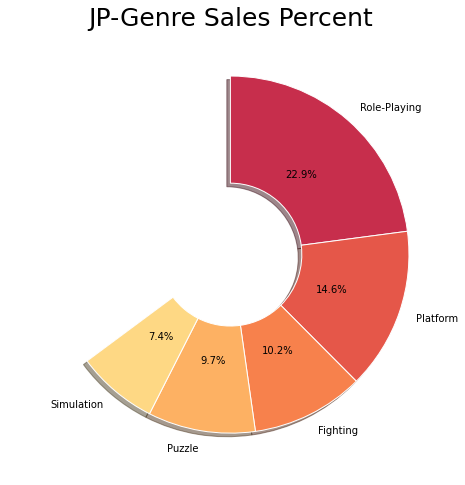 JP-Genre Sales Percent
Role-Playing
22.9%
14.6%
Platform
10.2%
Fighting
9.7%
Puzzle
7.4%
Simulation